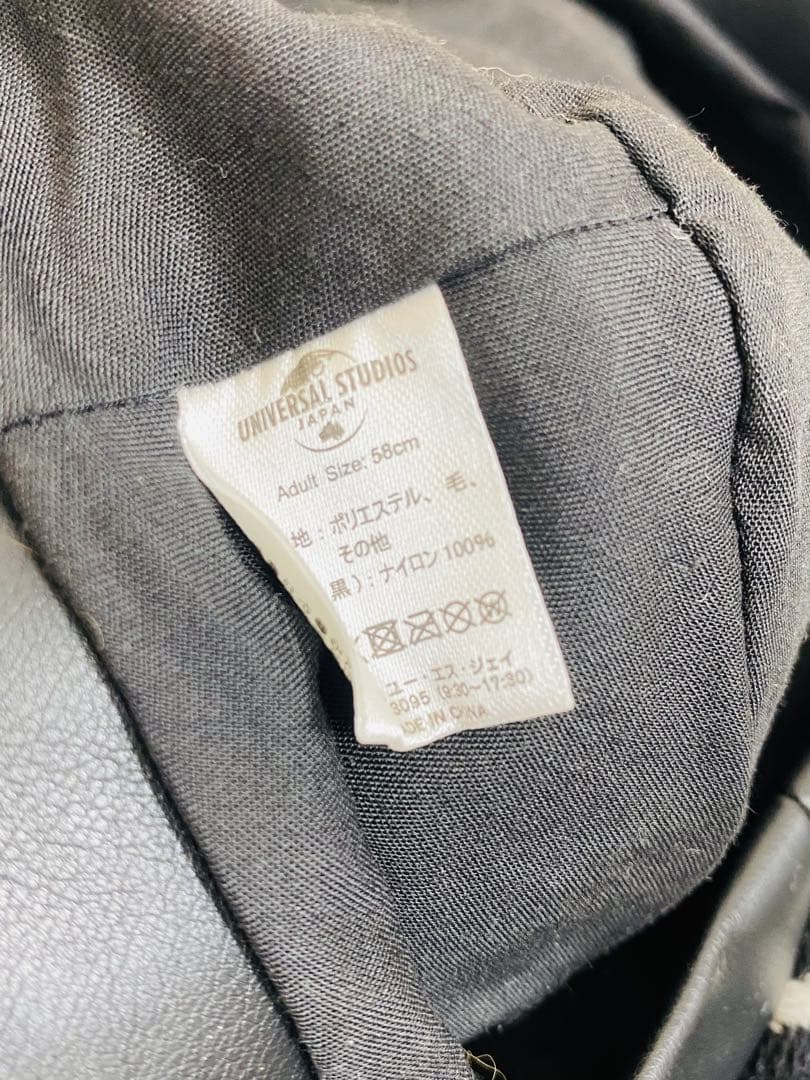 UNIVERSAL STUDIOS
JAPAN
Adult Size: 58cm
地：ポリエステル、毛、
その他
黒）：ナイロン100%
ユー・エス・ジェイ
3095（9:30～17:30）
DE IN CHINA